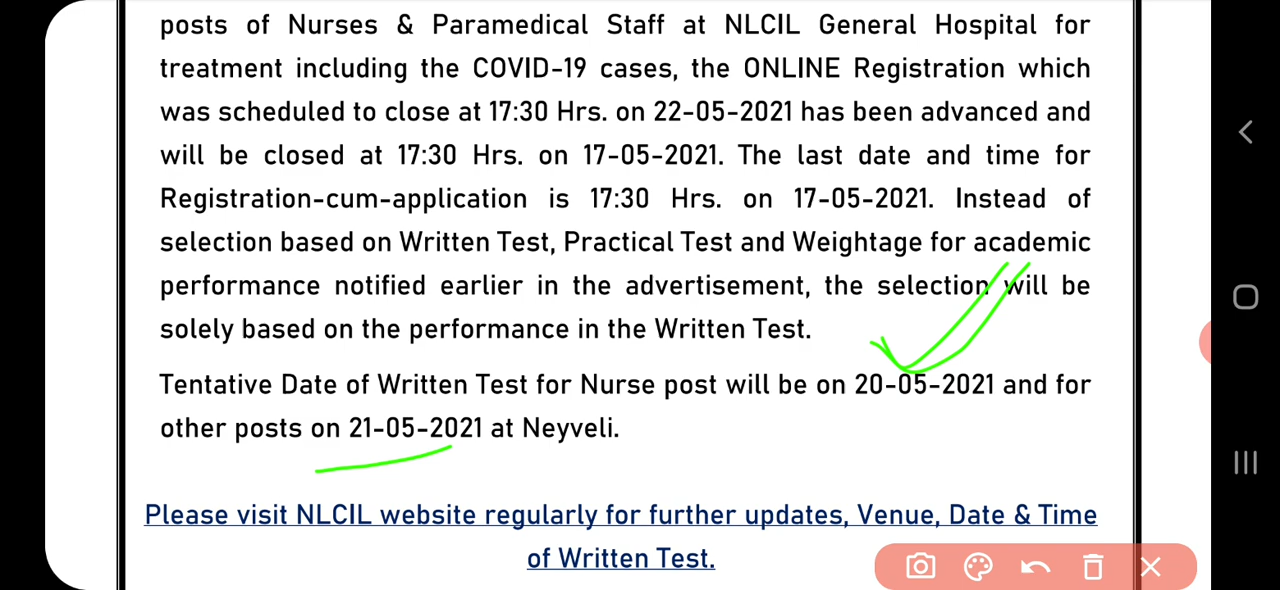 posts of Nurses & Paramedical Staff at NLCIL General Hospital for
treatment including the COVID-19 cases, the ONLINE Registration which
was scheduled to close at 17:30 Hrs. on 22-05-2021 has been advanced and
will be closed at 17:30 Hrs. on 17-05-2021. The last date and time for
Registration-cum-application is 17:30 Hrs. on 17-05-2021. Instead of
selection based on Written Test, Practical Test and Weightage for academic
performance notified earlier in the advertisement, the selection will be
solely based on the performance in the Written Test.
Tentative Date of Written Test for Nurse post will be on 20-05-2021 and for
other posts on 21-05-2021 at Neyveli.
Please visit NLCIL website regularly for further updates, Venue, Date & Time
of Written Test.